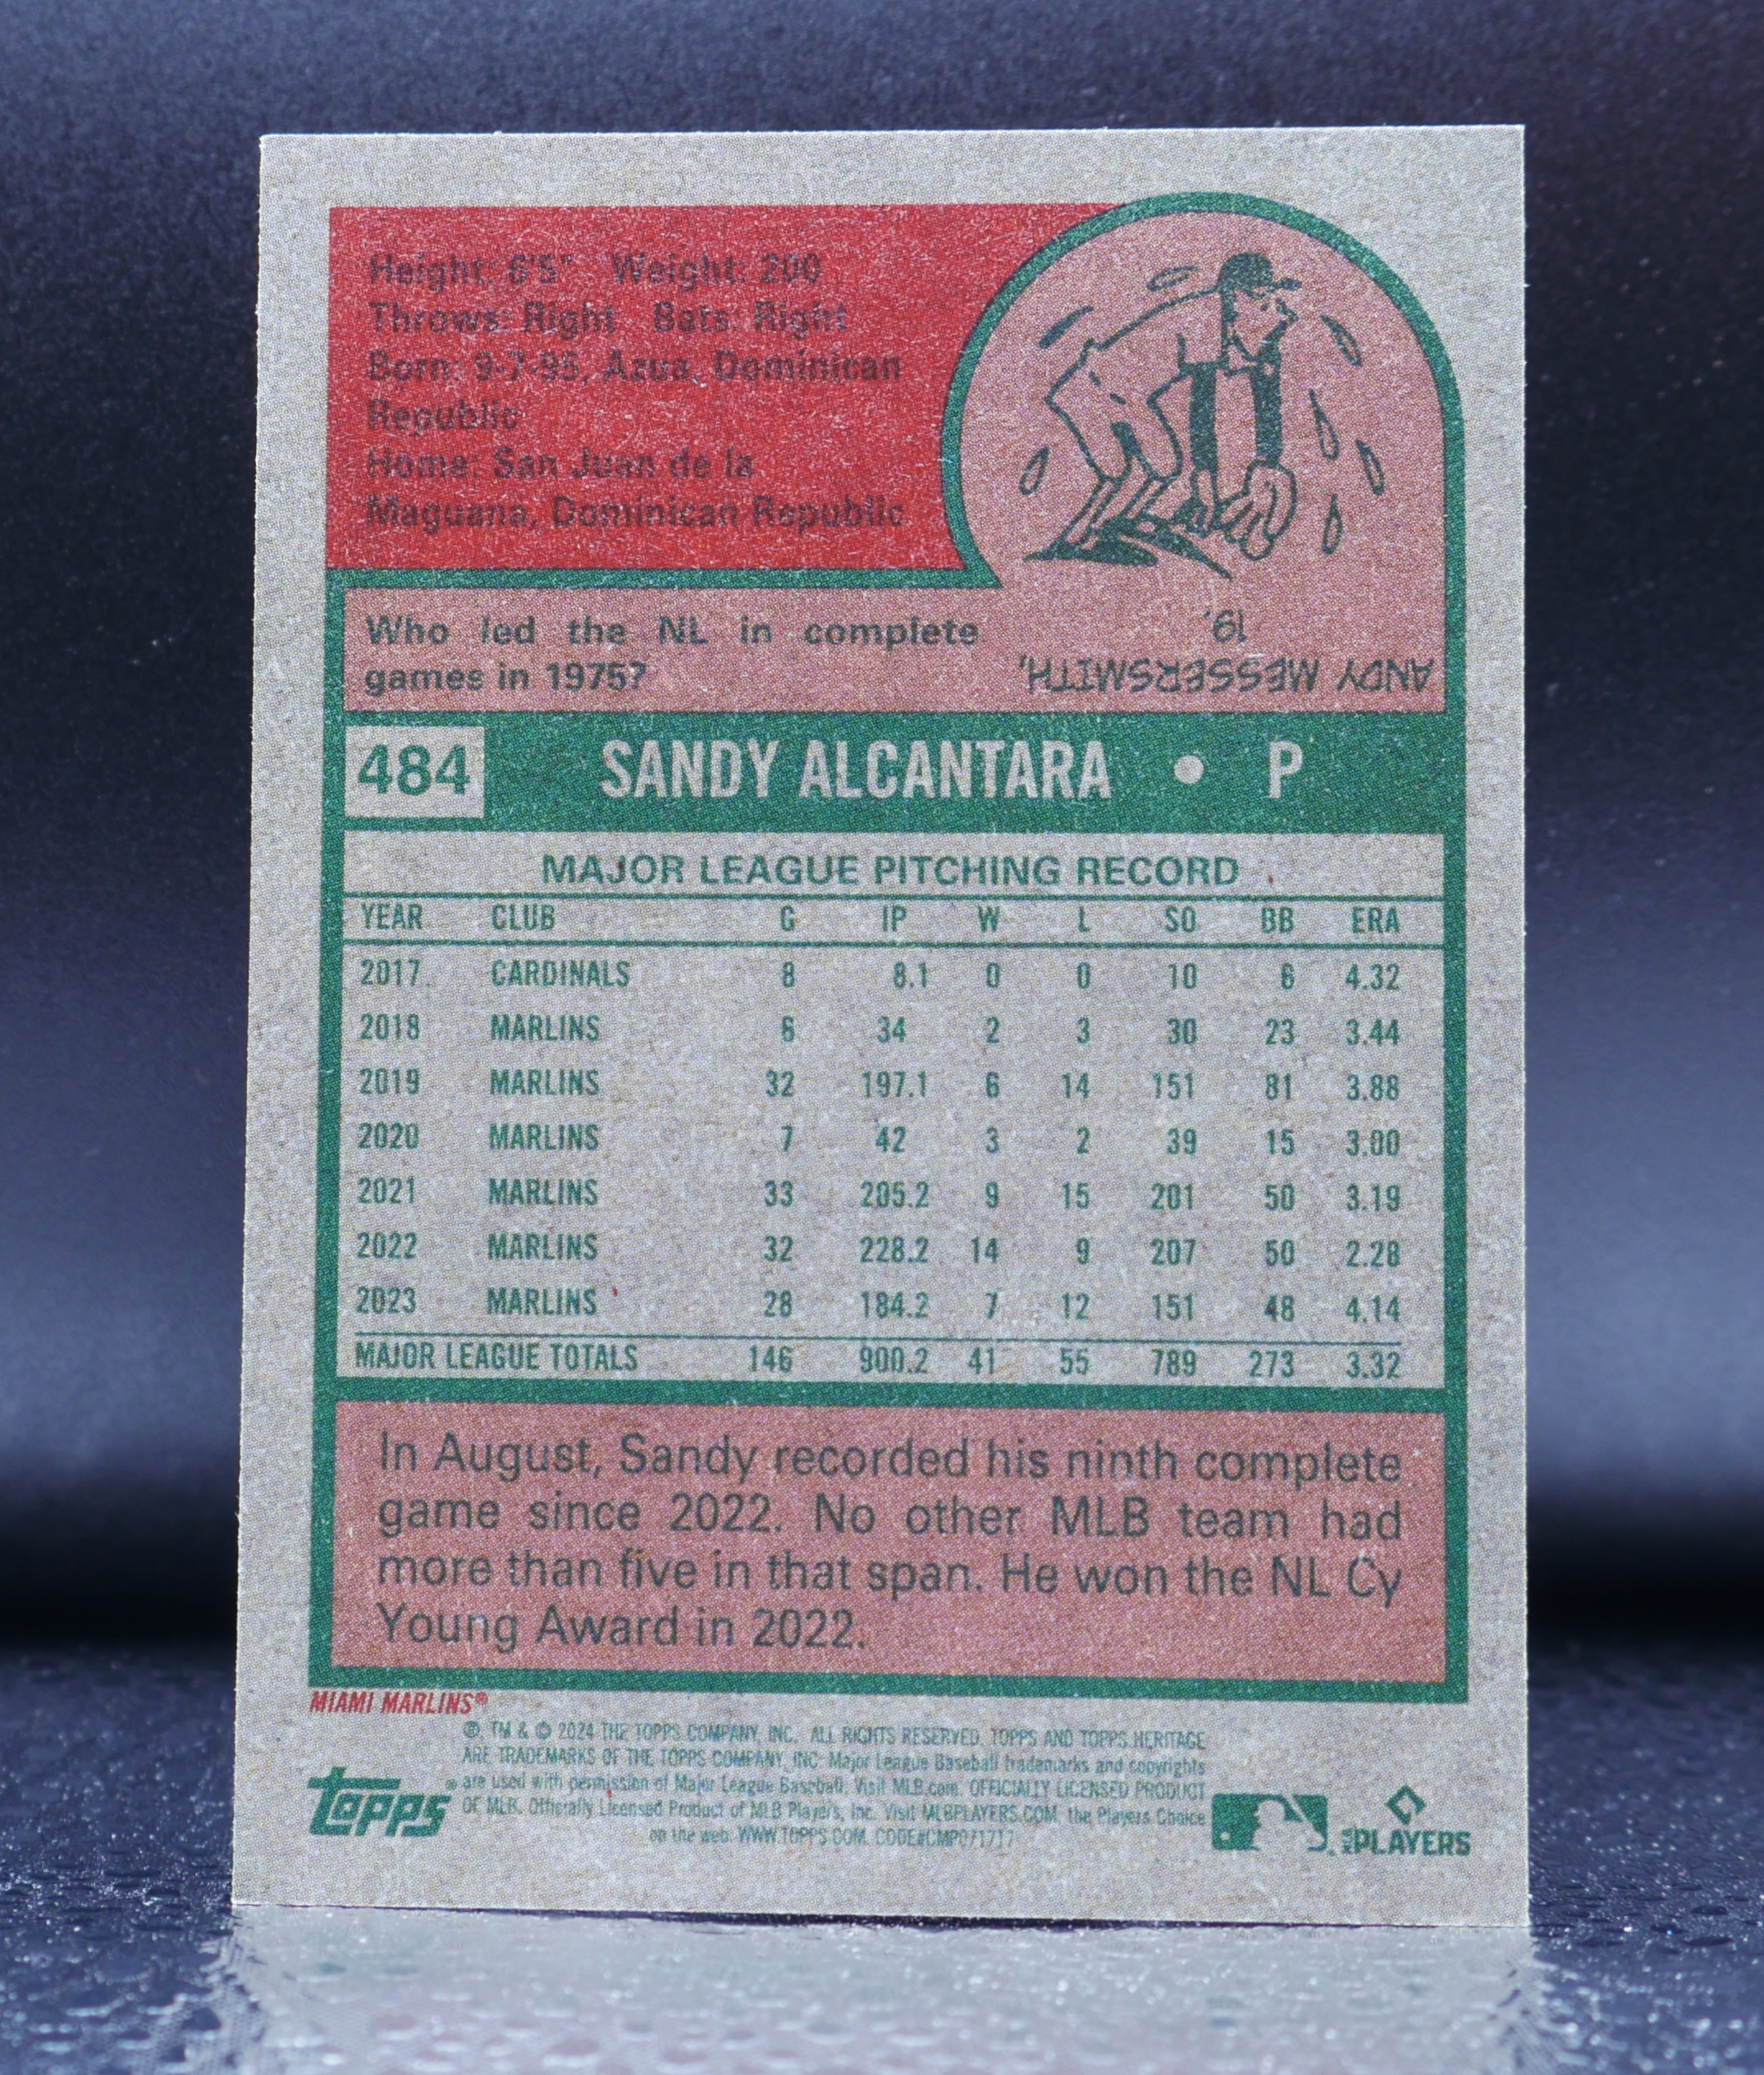 Height: 6'5" Weight: 200
Throws: Right Bats: Right
Born: 9-7-95, Azua, Dominican
Republic
Home: San Juan de la
Maguana, Dominican Republic
Who led the NL in complete
games in 1975?
ANDY MESSERSMITH,
19.
484 SANDY ALCANTARA • P
MAJOR LEAGUE PITCHING RECORD
YEAR CLUB G IP W L SO BB ERA
2017 CARDINALS 8 8.1 0 0 10 6 4.32
2018 MARLINS 6 34 2 3 30 23 3.44
2019 MARLINS 32 197.1 6 14 151 81 3.88
2020 MARLINS 7 42 3 2 39 15 3.00
2021 MARLINS 33 205.2 9 15 201 50 3.19
2022 MARLINS 32 228.2 14 9 207 50 2.28
2023 MARLINS 28 184.2 7 12 151 48 4.14
MAJOR LEAGUE TOTALS 146 900.2 41 55 789 273 3.32
In August, Sandy recorded his ninth complete
game since 2022. No other MLB team had
more than five in that span. He won the NL Cy
Young Award in 2022.
MIAMI MARLINS®
®, TM & © 2024 THE TOPPS COMPANY, INC. ALL RIGHTS RESERVED. TOPPS AND TOPPS HERITAGE
ARE TRADEMARKS OF THE TOPPS COMPANY, INC. Major League Baseball trademarks and copyrights
are used with permission of Major League Baseball. Visit MLB.com. OFFICIALLY LICENSED PRODUCT
OF MLB. Officially Licensed Product of MLB Players, Inc. Visit MLBPLAYERS.COM, the Players Choice
on the web. WWW.TOPPS.COM. CODE#CMP071717
topps®
MLB PLAYERS